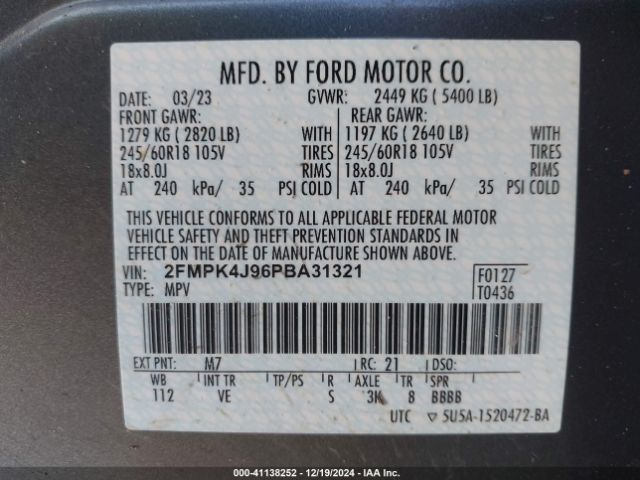 MFD. BY FORD MOTOR CO.
DATE: 03/23 GVWR: 2449 KG ( 5400 LB)
FRONT GAWR: REAR GAWR:
1279 KG ( 2820 LB) WITH 1197 KG ( 2640 LB) WITH
245/60R18 105V TIRES 245/60R18 105V TIRES
18x8.0J RIMS 18x8.0J RIMS
AT 240 kPa/ 35 PSI COLD AT 240 kPa/ 35 PSI COLD
THIS VEHICLE CONFORMS TO ALL APPLICABLE FEDERAL MOTOR
VEHICLE SAFETY AND THEFT PREVENTION STANDARDS IN
EFFECT ON THE DATE OF MANUFACTURE SHOWN ABOVE.
VIN: 2FMPK4J96PBA31321 F0127
TYPE: MPV T0436
EXT PNT: M7 RC: 21 DSO:
WB INT TR TP/PS R AXLE TR SPR
112 VE S 3K 8 BBBB
UTC ▽ 5U5A-1520472-BA
000-41138252 - 12/19/2024 - IAA Inc.